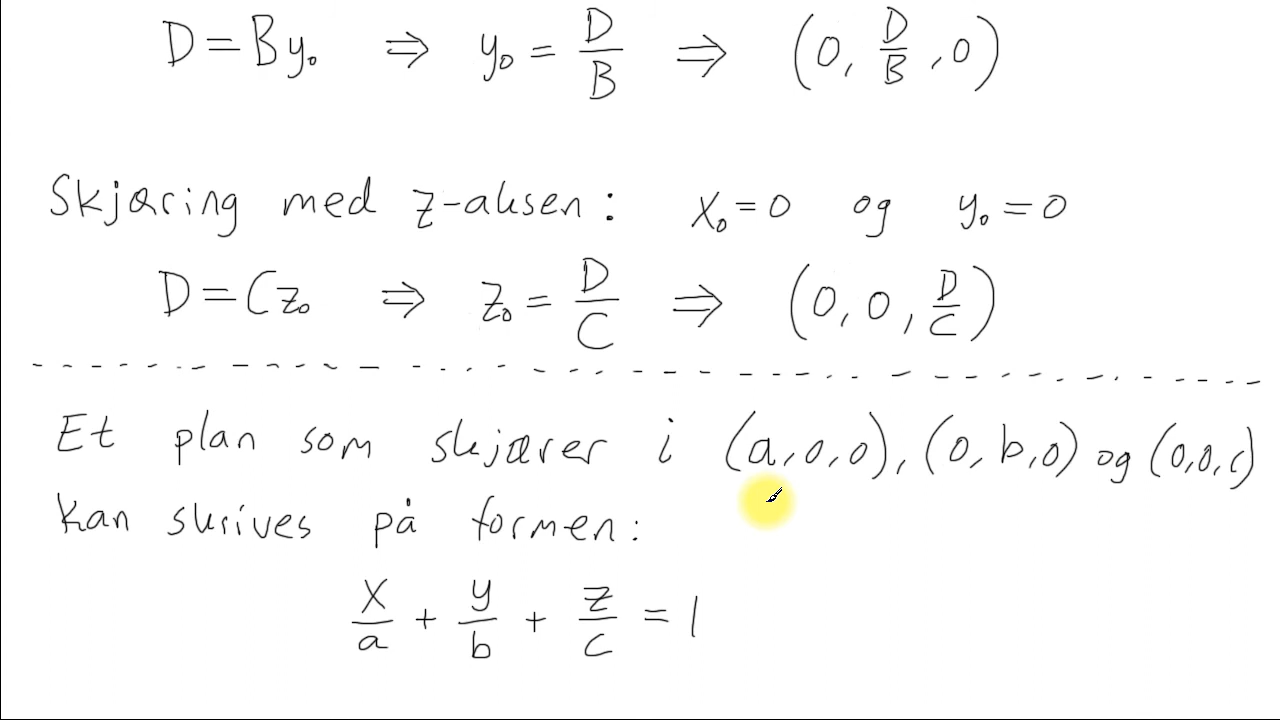 D = By₀ ⇒ y₀ = D/B ⇒ (0, D/B, 0)
Skjæring med z-aksen: x₀ = 0 og y₀ = 0
D = Cz₀ ⇒ z₀ = D/C ⇒ (0, 0, D/C)
Et plan som skjærer i (a,0,0), (0,b,0) og (0,0,c)
kan skrives på formen:
x/a + y/b + z/c = 1